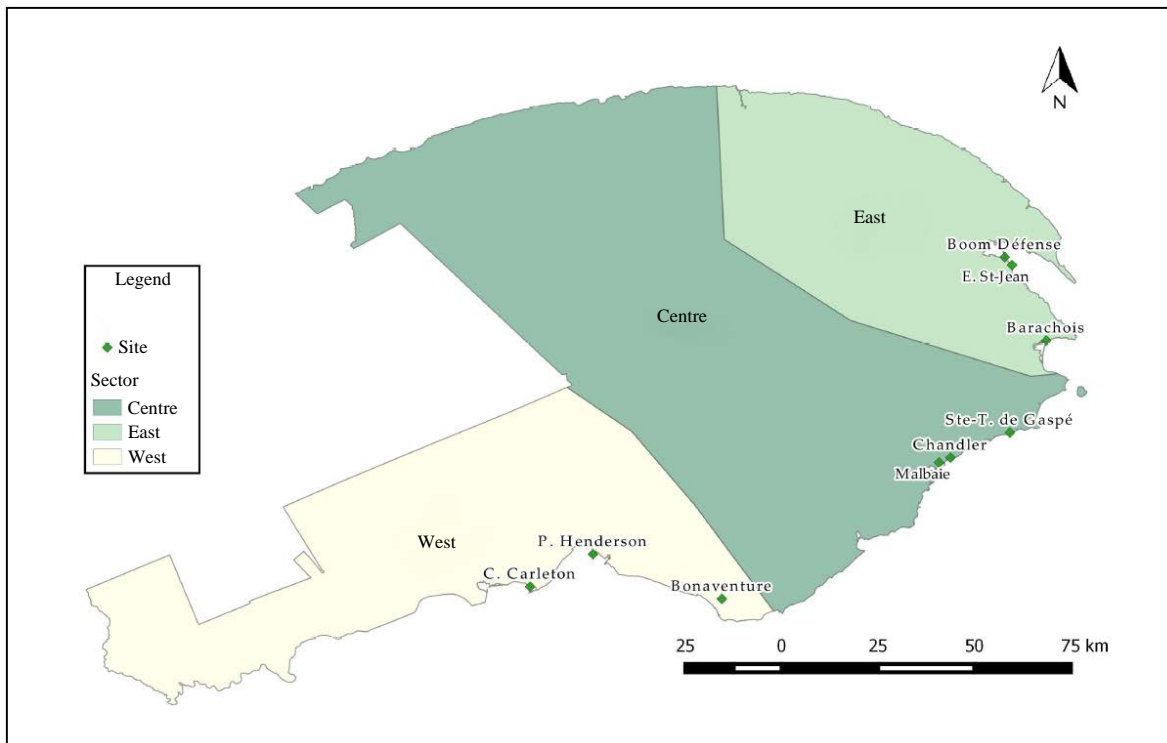 N
East
Boom Défense
E. St-Jean
Legend
Centre
Barachois
Site
Sector
Centre
East
West
Ste-T. de Gaspé
Chandler
Malbaie
West
P. Henderson
C. Carleton
Bonaventure
25 0 25 50 75 km